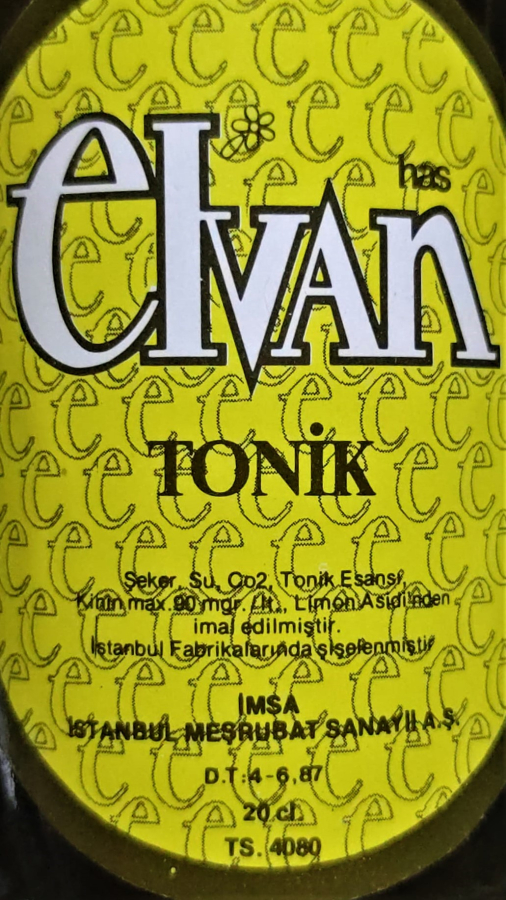 has
elvan
TONİK
Şeker, Su, Co2, Tonik Esansı,
Kinin max.90 mgr. /Lt., Limon Asidi'nden
imal edilmiştir.
İstanbul Fabrikalarında şişelenmiştir
İMSA
İSTANBUL MEŞRUBAT SANAYİİ A.Ş.
D.T:4-6,87
20 cl.
TS. 4080